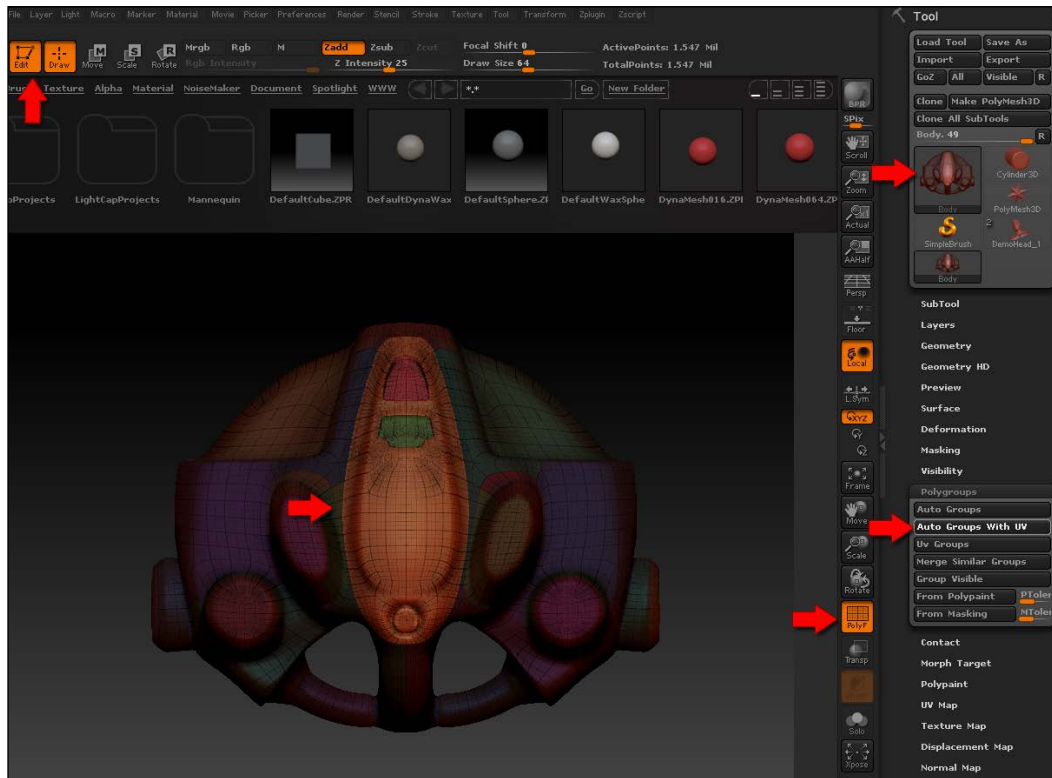 File Layer Light Macro Marker Material Movie Picker Preferences Render Stencil Stroke Texture Tool Transform Zplugin Zscript
Edit Draw Move Scale Rotate
Mrgb Rgb M Zadd Zsub Zcut Focal Shift 0 ActivePoints: 1.547 Mil
Rgb Intensity Z Intensity 25 Draw Size 64 TotalPoints: 1.547 Mil
Texture Alpha Material NoiseMaker Document Spotlight WWW *.* Go New Folder
oProjects LightCapProjects Mannequin DefaultCube.ZPR DefaultDynaWax DefaultSphere.ZI DefaultWaxSphe DynaMesh016.ZPI DynaMesh064.ZP
BPR
SPix
Scroll
Zoom
Actual
AAHalf
Persp
Floor
Local
L.Sym
XYZ
Y
Z
Frame
Move
Scale
Rotate
PolyF
Transp
Solo
Xpose
Tool
Load Tool Save As
Import Export
GoZ All Visible R
Clone Make PolyMesh3D
Clone All SubTools
Body. 49 R
Cylinder3D
Body PolyMesh3D
2
SimpleBrush DemoHead_1
Body
SubTool
Layers
Geometry
Geometry HD
Preview
Surface
Deformation
Masking
Visibility
Polygroups
Auto Groups
Auto Groups With UV
Uv Groups
Merge Similar Groups
Group Visible
From Polypaint PToler
From Masking MToler
Contact
Morph Target
Polypaint
UV Map
Texture Map
Displacement Map
Normal Map